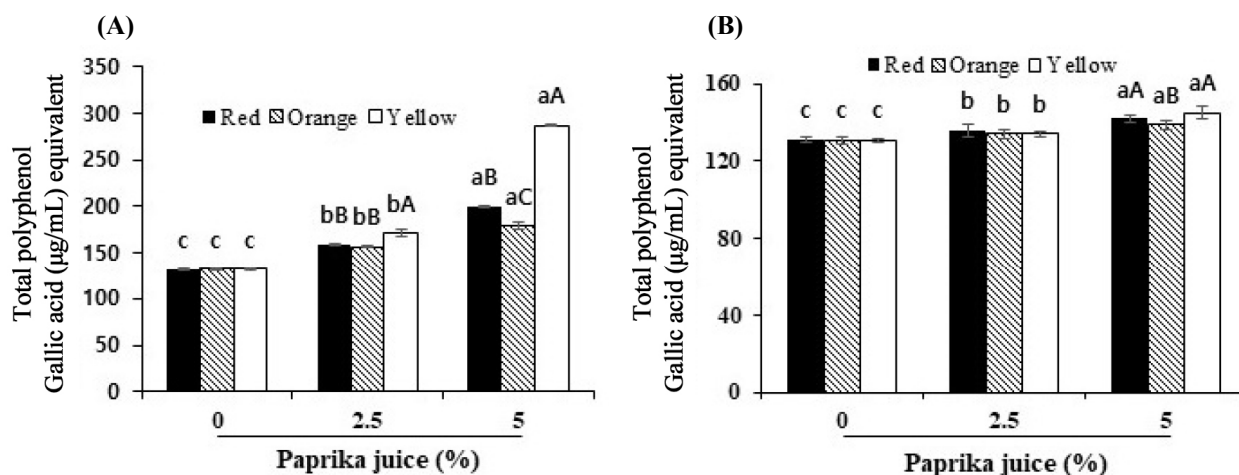 (A)
Total polyphenol
Gallic acid (μg/mL) equivalent
350
300
250
200
150
100
50
0
Red Orange Yellow
c c c
bB bB bA
aB aC aA
0 2.5 5
Paprika juice (%)
(B)
Total polyphenol
Gallic acid (μg/mL) equivalent
160
120
80
40
0
Red Orange Yellow
c c c
b b b
aA aB aA
0 2.5 5
Paprika juice (%)